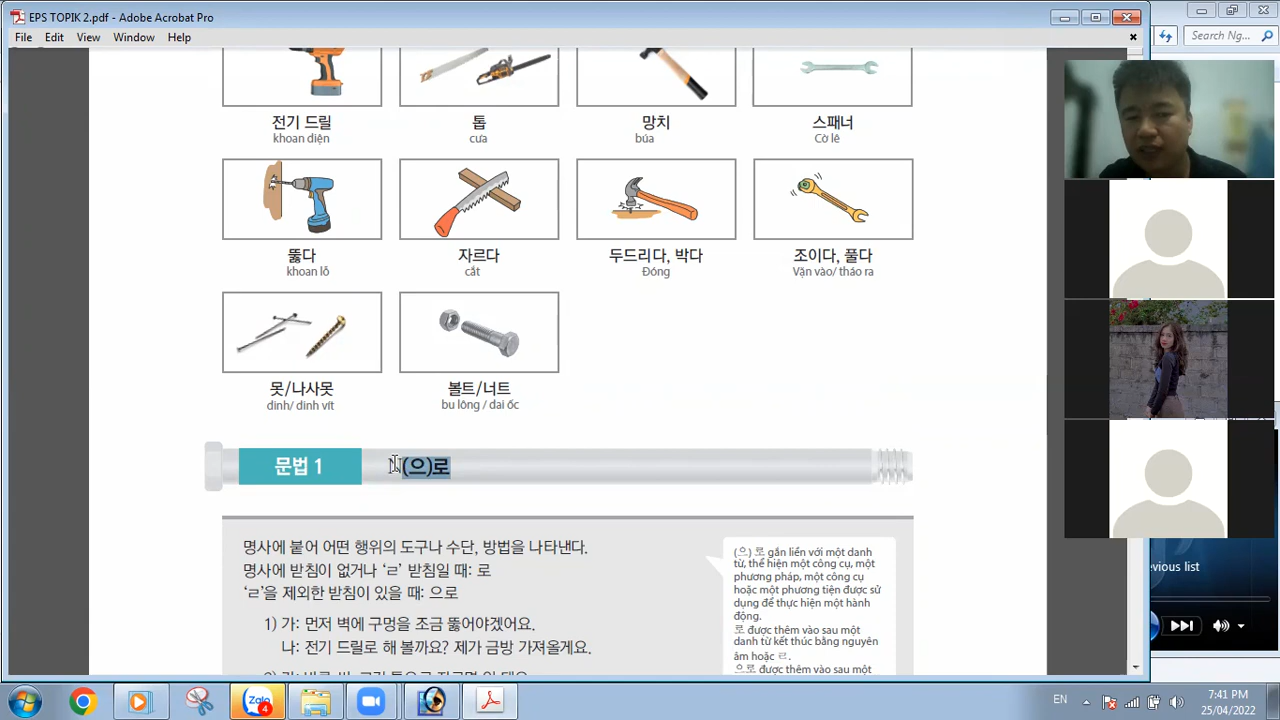 EPS TOPIK 2.pdf - Adobe Acrobat Pro
File Edit View Window Help
Search Ng...
전기 드릴 톱 망치 스패너
khoan điện cưa búa Cờ lê
뚫다 자르다 두드리다, 박다 조이다, 풀다
khoan lỗ cắt Đóng Vặn vào/ tháo ra
못/나사못 볼트/너트
đinh/ đinh vít bu lông / đai ốc
문법 1 N(으)로
명사에 붙어 어떤 행위의 도구나 수단, 방법을 나타낸다.
명사에 받침이 없거나 ‘ㄹ’ 받침일 때: 로
‘ㄹ’을 제외한 받침이 있을 때: 으로
1) 가: 먼저 벽에 구멍을 조금 뚫어야겠어요.
나: 전기 드릴로 해 볼까요? 제가 금방 가져올게요.
(으) 로 gắn liền với một danh
từ, thể hiện một công cụ, một
phương pháp, một công cụ
hoặc một phương tiện được sử
dụng để thực hiện một hành
động.
로 được thêm vào sau một
danh từ kết thúc bằng nguyên
âm hoặc ㄹ.
으로 được thêm vào sau một
evious list
Zalo
4
EN
7:41 PM
25/04/2022